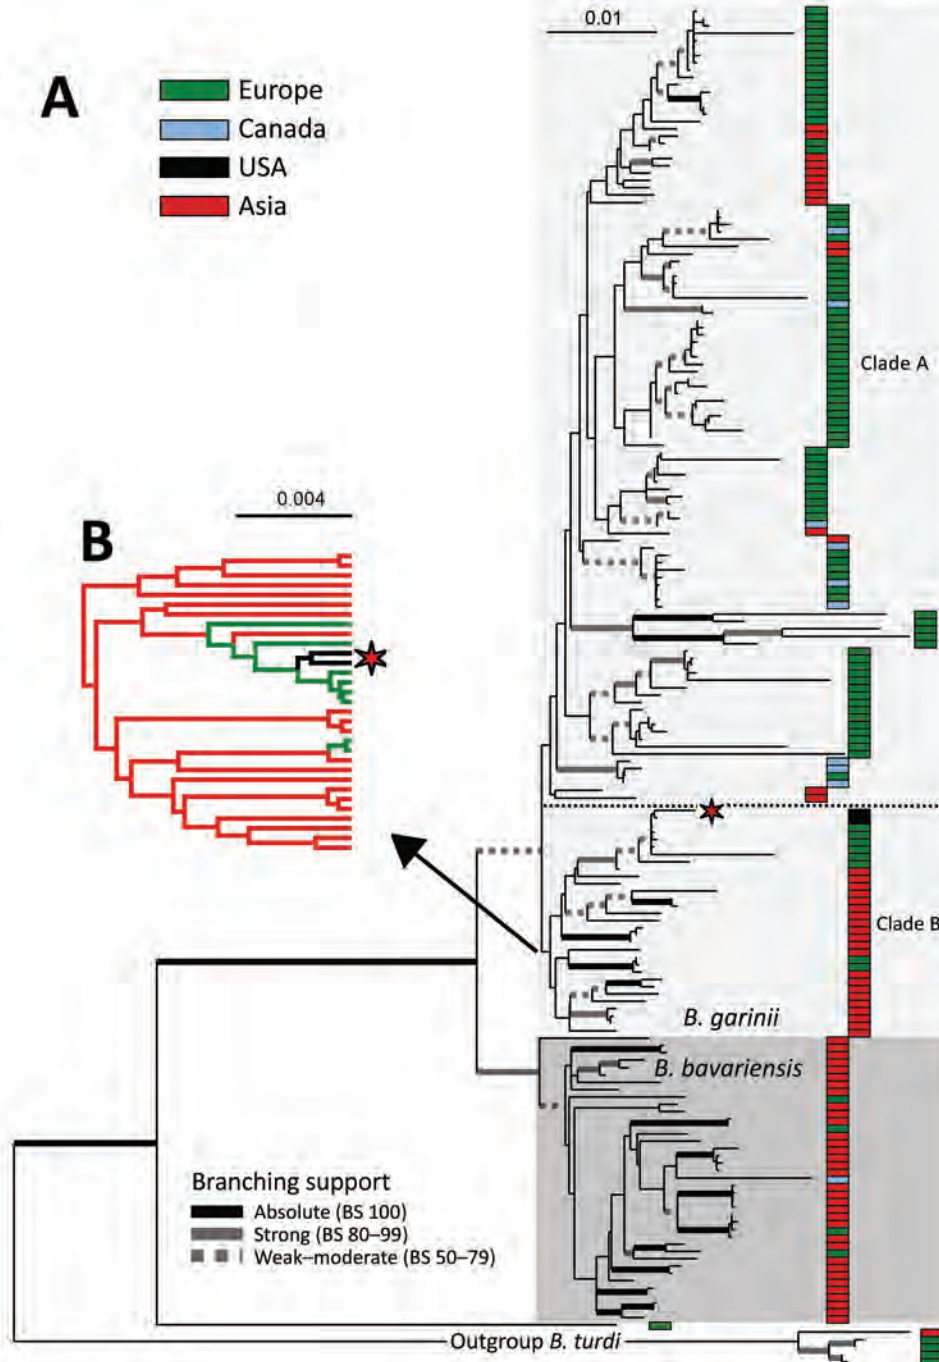 0.01
A
Europe
Canada
USA
Asia
Clade A
0.004
B
Clade B
B. garinii
B. bavariensis
Branching support
Absolute (BS 100)
Strong (BS 80–99)
Weak–moderate (BS 50–79)
Outgroup B. turdi